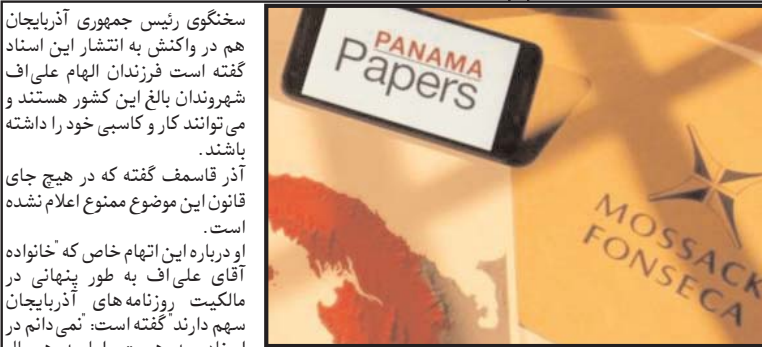 سخنگوی رئیس جمهوری آذربایجان
هم در واکنش به انتشار این اسناد
گفته است فرزندان الهام علی‌اف
شهروندان بالغ این کشور هستند و
می‌توانند کار و کاسبی خود را داشته
باشند.
آذر قاسمف گفته که در هیچ جای
قانون این موضوع ممنوع اعلام نشده
است.
او درباره این اتهام خاص که "خانواده
آقای علی‌اف به طور پنهانی در
مالکیت روزنامه‌های آذربایجان
سهم دارند" گفته است: "نمی‌دانم در
PANAMA
Papers
MOSSACK
FONSECA